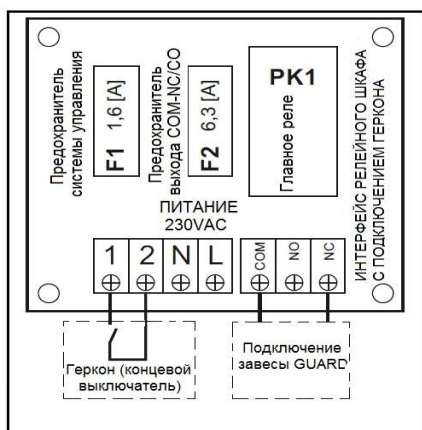 Предохранитель
системы управления
F1 1,6 [A]
Предохранитель
выхода COM-NC/CO
F2 6,3 [A]
PK1
Главное реле
ИНТЕРФЕЙС РЕЛЕЙНОГО ШКАФА
С ПОДКЛЮЧЕНИЕМ ГЕРКОНА
ПИТАНИЕ
230VAC
1 2 N L
COM NO NC
Геркон (концевой
выключатель)
Подключение
завесы GUARD